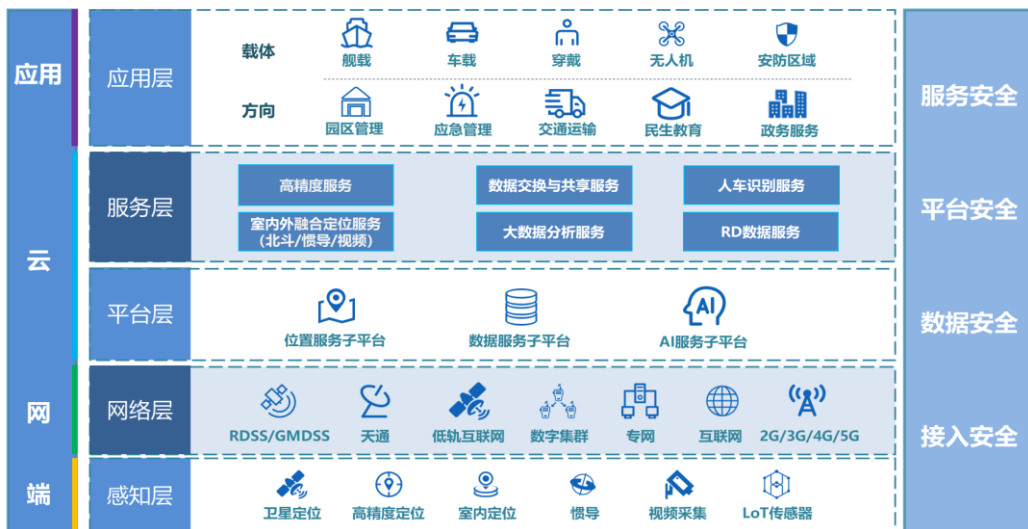 应用
应用层
载体
舰载
车载
穿戴
无人机
安防区域
方向
园区管理
应急管理
交通运输
民生教育
政务服务
云
服务层
高精度服务
数据交换与共享服务
人车识别服务
室内外融合定位服务
(北斗/惯导/视频)
大数据分析服务
RD数据服务
平台层
位置服务子平台
数据服务子平台
AI
AI服务子平台
网
网络层
RDSS/GMDSS
天通
低轨互联网
数字集群
专网
互联网
2G/3G/4G/5G
端
感知层
卫星定位
高精度定位
室内定位
惯导
视频采集
LoT传感器
服务安全
平台安全
数据安全
接入安全